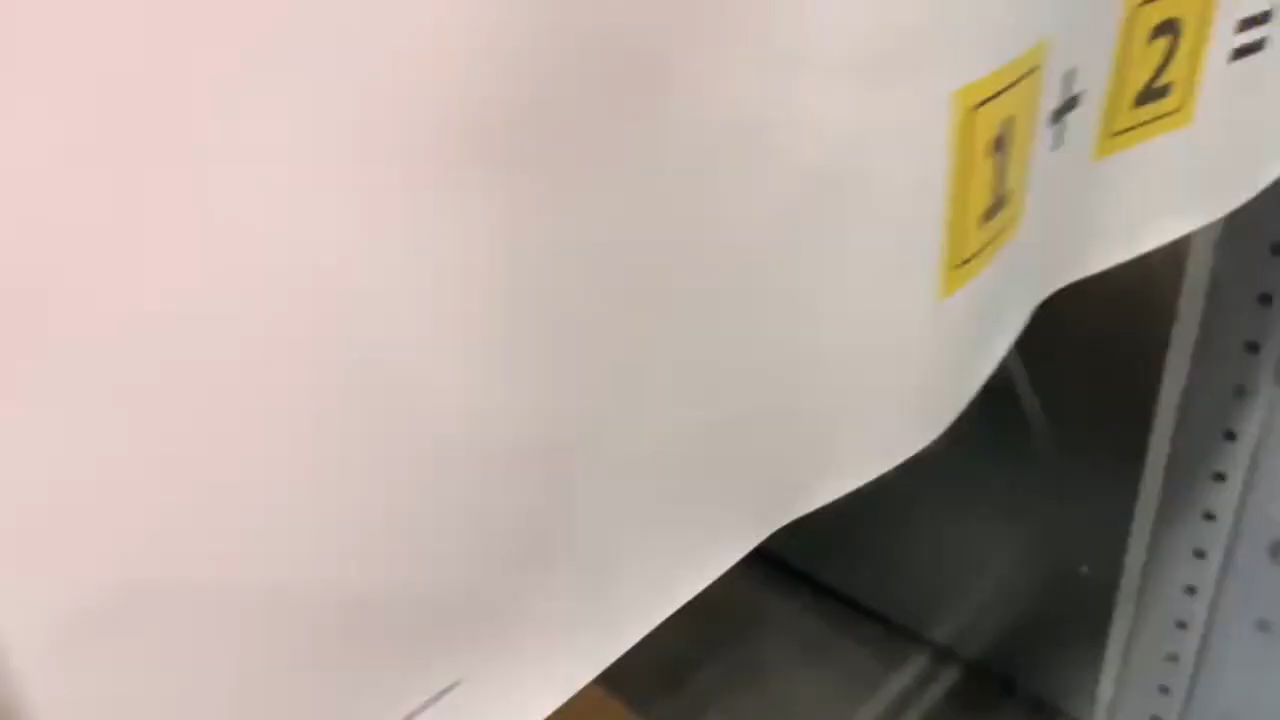 1 + 2 =